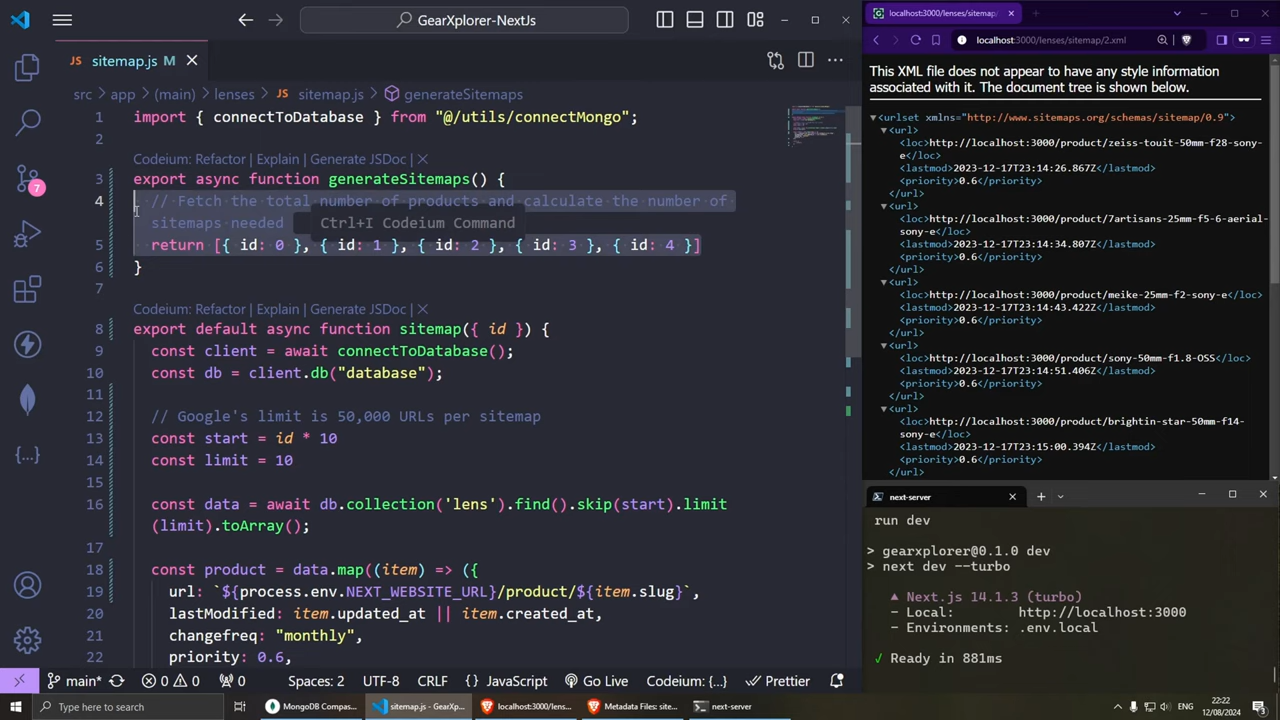 GearXplorer-NextJs
sitemap.js M
src > app > (main) > lenses > sitemap.js > generateSitemaps
7
1 import { connectToDatabase } from "@/utils/connectMongo";
2
Codeium: Refactor | Explain | Generate JSDoc | ✕
3 export async function generateSitemaps() {
4 // Fetch the total number of products and calculate the number of
sitemaps needed
Ctrl+I Codeium Command
5 return [{ id: 0 }, { id: 1 }, { id: 2 }, { id: 3 }, { id: 4 }]
6 }
7
Codeium: Refactor | Explain | Generate JSDoc | ✕
8 export default async function sitemap({ id }) {
9 const client = await connectToDatabase();
10 const db = client.db("database");
11
12 // Google's limit is 50,000 URLs per sitemap
13 const start = id * 10
14 const limit = 10
15
16 const data = await db.collection('lens').find().skip(start).limit
(limit).toArray();
17
18 const product = data.map((item) => ({
19 url: `${process.env.NEXT_WEBSITE_URL}/product/${item.slug}`,
20 lastModified: item.updated_at || item.created_at,
21 changefreq: "monthly",
22 priority: 0.6,
main* 0 0 0 Spaces: 2 UTF-8 CRLF {} JavaScript Go Live Codeium: {...} Prettier
localhost:3000/lenses/sitemap/
localhost:3000/lenses/sitemap/2.xml
This XML file does not appear to have any style information
associated with it. The document tree is shown below.
▼<urlset xmlns="http://www.sitemaps.org/schemas/sitemap/0.9">
▼<url>
<loc>http://localhost:3000/product/zeiss-touit-50mm-f28-sony-
e</loc>
<lastmod>2023-12-17T23:14:26.867Z</lastmod>
<priority>0.6</priority>
</url>
▼<url>
<loc>http://localhost:3000/product/7artisans-25mm-f5-6-aerial-
sony-e</loc>
<lastmod>2023-12-17T23:14:34.807Z</lastmod>
<priority>0.6</priority>
</url>
▼<url>
<loc>http://localhost:3000/product/meike-25mm-f2-sony-e</loc>
<lastmod>2023-12-17T23:14:43.422Z</lastmod>
<priority>0.6</priority>
</url>
▼<url>
<loc>http://localhost:3000/product/sony-50mm-f1.8-OSS</loc>
<lastmod>2023-12-17T23:14:51.406Z</lastmod>
<priority>0.6</priority>
</url>
▼<url>
<loc>http://localhost:3000/product/brightin-star-50mm-f14-
sony-e</loc>
<lastmod>2023-12-17T23:15:00.394Z</lastmod>
<priority>0.6</priority>
</url>
next-server
run dev
> gearxplorer@0.1.0 dev
> next dev --turbo
▲ Next.js 14.1.3 (turbo)
- Local: http://localhost:3000
- Environments: .env.local
✓ Ready in 881ms
Type here to search
MongoDB Compas...
sitemap.js - GearXp...
localhost:3000/lens...
Metadata Files: site...
next-server
ENG
22:22
12/08/2024